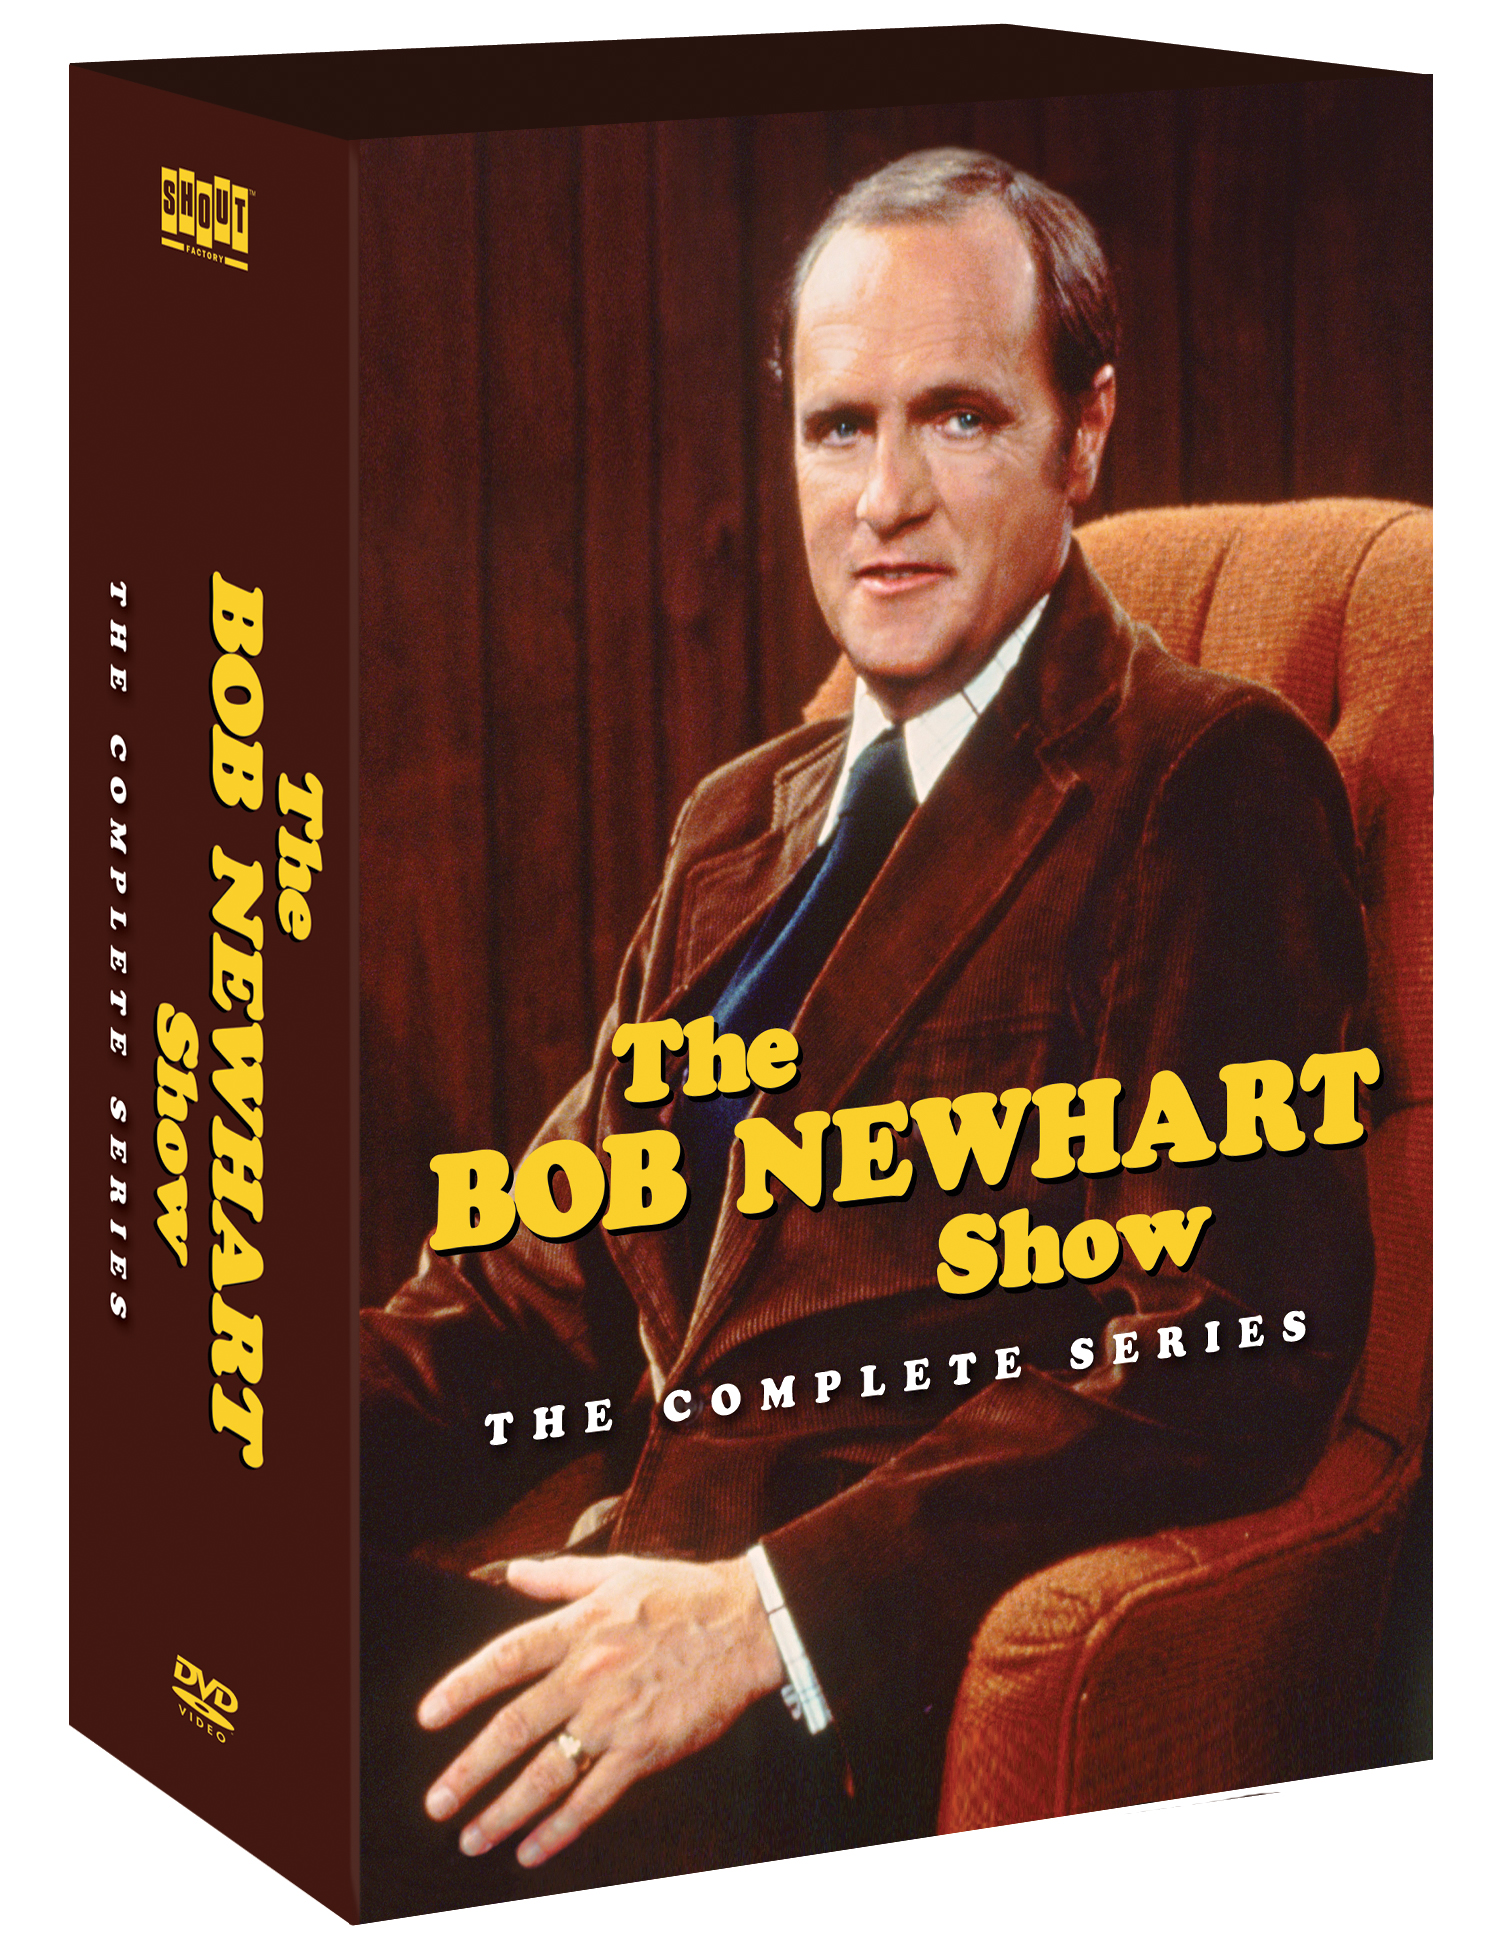 SHOUT
FACTORY
The
BOB NEWHART
Show
THE COMPLETE SERIES
DVD
VIDEO
The
BOB NEWHART
Show
THE COMPLETE SERIES